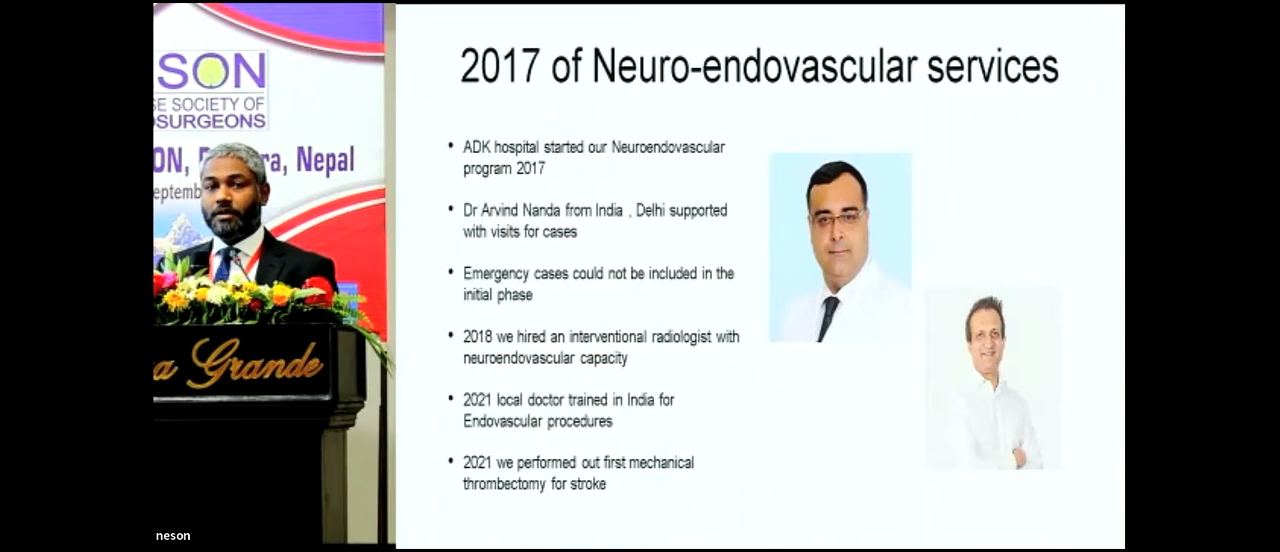 SON
SE SOCIETY OF
OSURGEONS
ON, ra, Nepal
eptemb
a Grande
neson
2017 of Neuro-endovascular services
• ADK hospital started our Neuroendovascular
program 2017
• Dr Arvind Nanda from India , Delhi supported
with visits for cases
• Emergency cases could not be included in the
initial phase
• 2018 we hired an interventional radiologist with
neuroendovascular capacity
• 2021 local doctor trained in India for
Endovascular procedures
• 2021 we performed out first mechanical
thrombectomy for stroke